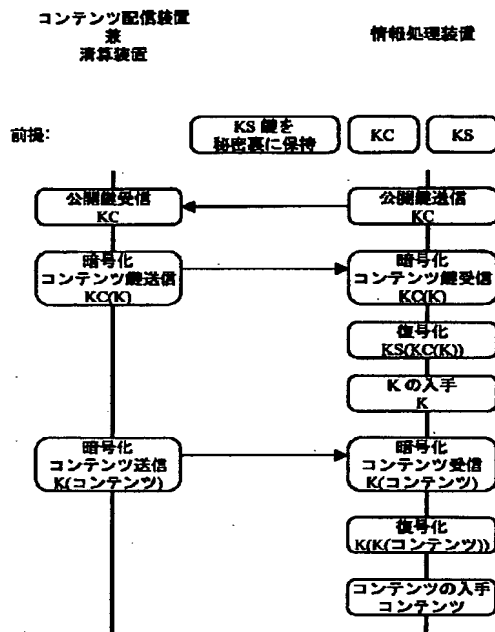 コンテンツ配信装置
兼
清算装置
情報処理装置
前提:
KS 鍵を
秘密裏に保持
KC
KS
公開鍵受信
KC
公開鍵送信
KC
暗号化
コンテンツ鍵送信
KC(K)
暗号化
コンテンツ鍵受信
KC(K)
復号化
KS(KC(K))
K の入手
K
暗号化
コンテンツ送信
K(コンテンツ)
暗号化
コンテンツ受信
K(コンテンツ)
復号化
K(K(コンテンツ))
コンテンツの入手
コンテンツ